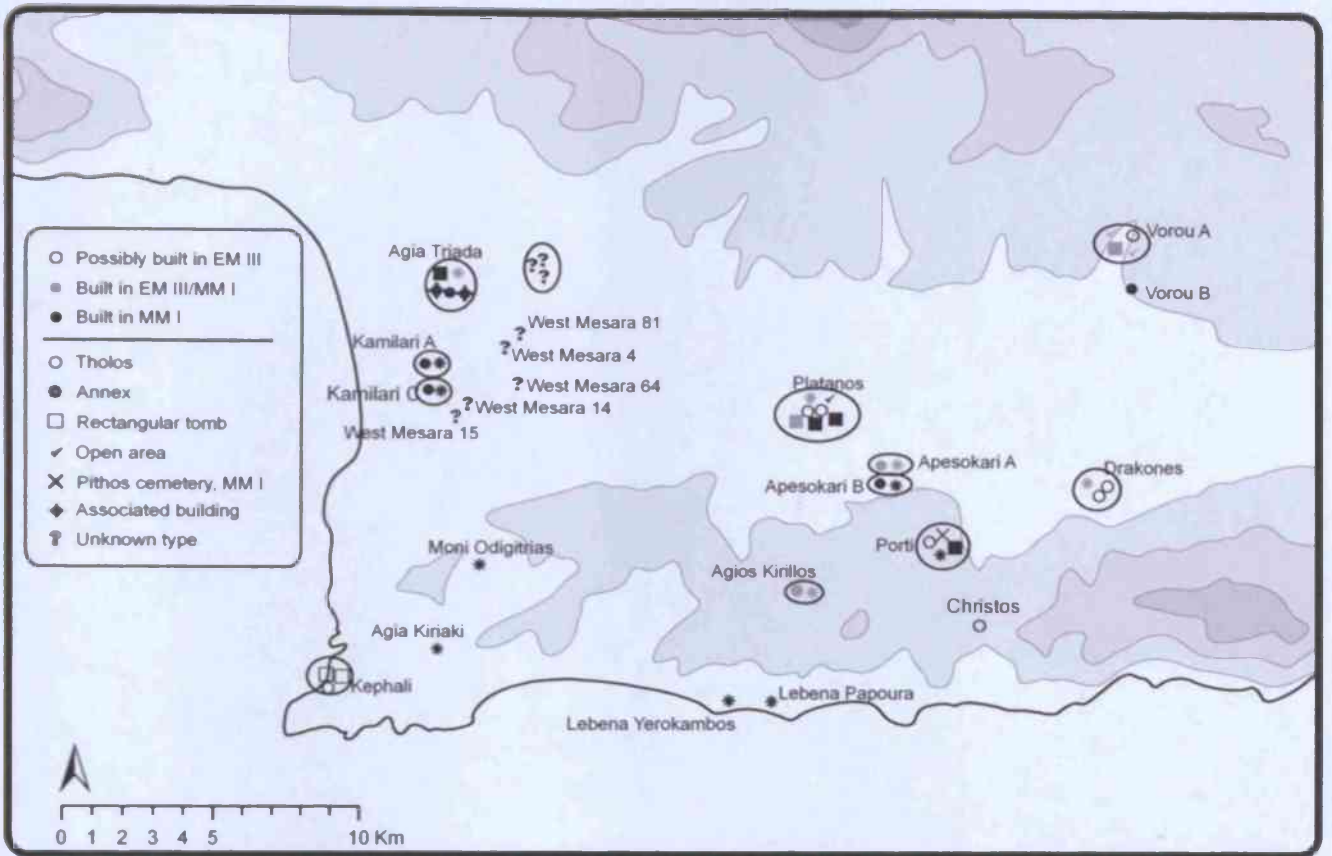 Agia Triada
Vorou A
Vorou B
West Mesara 81
Kamilari A
West Mesara 4
Platanos
West Mesara 64
Kamilari C
West Mesara 14
West Mesara 15
Apesokari A
Drakones
Apesokari B
Porti
Moni Odigitrias
Agios Kirillos
Christos
Agia Kiriaki
Kephali
Lebena Papoura
Lebena Yerokambos
Possibly built in EM III
Built in EM III/MM I
Built in MM I
Tholos
Annex
Rectangular tomb
Open area
Pithos cemetery, MM I
Associated building
? Unknown type
? ? ?
?
?
?
?
?
0 1 2 3 4 5 10 Km